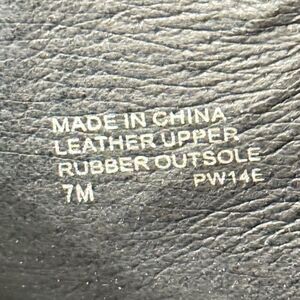 MADE IN CHINA
LEATHER UPPER
RUBBER OUTSOLE
7M PW14E